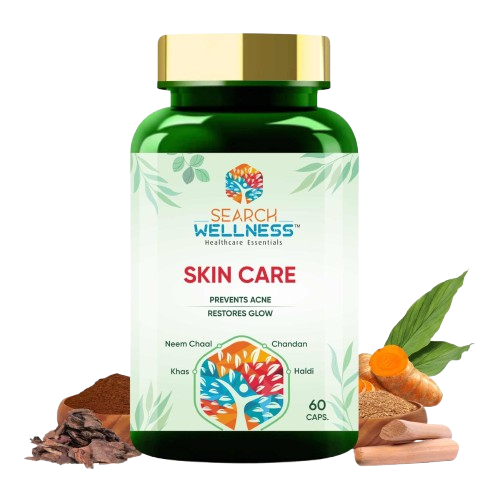 SEARCH
WELLNESS™
Healthcare Essentials
SKIN CARE
PREVENTS ACNE
RESTORES GLOW
Neem Chaal
Chandan
Khas
Haldi
60
CAPS.